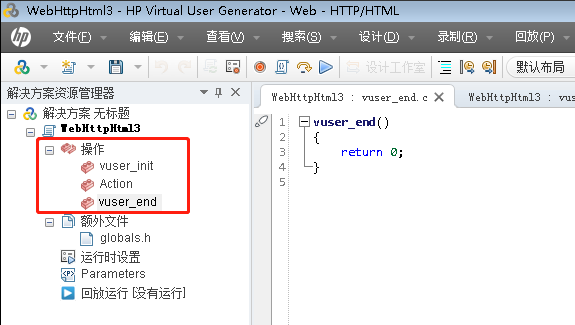 WebHttpHtml3 - HP Virtual User Generator - Web - HTTP/HTML
hp 文件(F) 编辑(E) 查看(V) 搜索(S) 设计(D) 录制(R) 回放(P)
设计工作室 默认布局
解决方案资源管理器
WebHttpHtml3 : vuser_end.c WebHttpHtml3 : vus
解决方案 无标题
WebHttpHtml3
操作
vuser_init
Action
vuser_end
额外文件
globals.h
运行时设置
Parameters
回放运行 [没有运行]
1 vuser_end()
2 {
3 return 0;
4 }
5